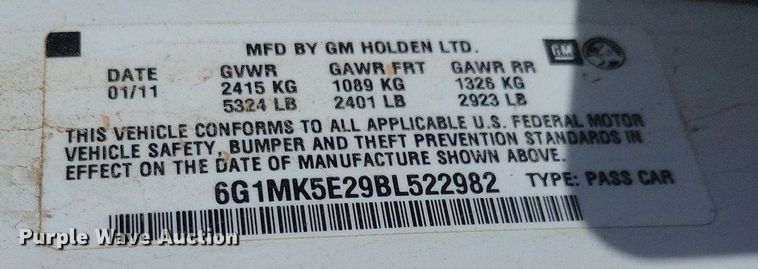 MFD BY GM HOLDEN LTD.
GM
DATE GVWR GAWR FRT GAWR RR
01/11 2415 KG 1089 KG 1326 KG
5324 LB 2401 LB 2923 LB
THIS VEHICLE CONFORMS TO ALL APPLICABLE U.S. FEDERAL MOTOR
VEHICLE SAFETY, BUMPER AND THEFT PREVENTION STANDARDS IN
EFFECT ON THE DATE OF MANUFACTURE SHOWN ABOVE.
6G1MK5E29BL522982 TYPE: PASS CAR
Purple Wave Auction